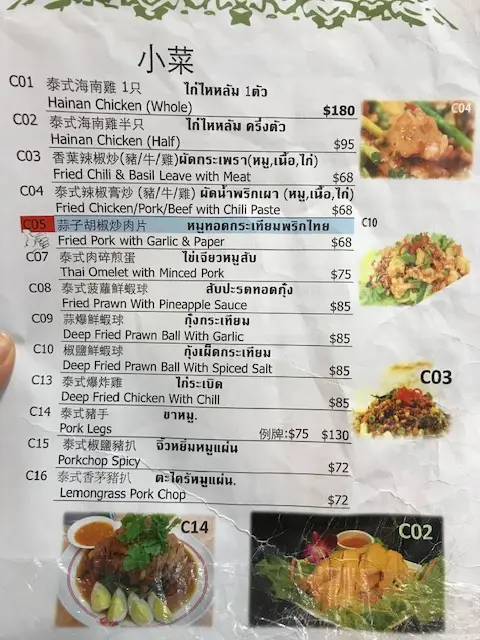 小菜
C01 泰式海南雞 1只 ไก่ไหหลัม 1ตัว
Hainan Chicken (Whole) $180
C02 泰式海南雞半只 ไก่ไหหลัม ครึ่งตัว
Hainan Chicken (Half) $95
C03 香葉辣椒炒(豬/牛/雞)ผัดกระเพรา(หมู,เนื้อ,ไก่)
Fried Chili & Basil Leave with Meat $68
C04 泰式辣椒膏炒 (豬/牛/雞) ผัดน้ำพริกเผา (หมู,เนื้อ,ไก่)
Fried Chicken/Pork/Beef with Chili Paste $68
C05 蒜子胡椒炒肉片 หมูทอดกระเทียมพริกไทย
Fried Pork with Garlic & Paper $68
C07 泰式肉碎煎蛋 ไข่เจียวหมูสับ
Thai Omelet with Minced Pork $75
C08 泰式菠蘿鮮蝦球 สับปะรดทอดกุ้ง
Fried Prawn With Pineapple Sauce $85
C09 蒜爆鮮蝦球 กุ้งกระเทียม
Deep Fried Prawn Ball With Garlic $85
C10 椒鹽鮮蝦球 กุ้งเผ็ดกระเทียม
Deep Fried Prawn Ball With Spiced Salt $85
C13 泰式爆炸雞 ไก่ระเบิด
Deep Fried Chicken With Chill $85
C14 泰式豬手 ขาหมู.
Pork Legs 例牌:$75 $130
C15 泰式椒鹽豬扒 จิ้วหยิ่มหมูแผ่น
Porkchop Spicy $72
C16 泰式香茅豬扒 ตะไคร้หมูแผ่น.
Lemongrass Pork Chop $72
C04
C10
C03
C14
C02